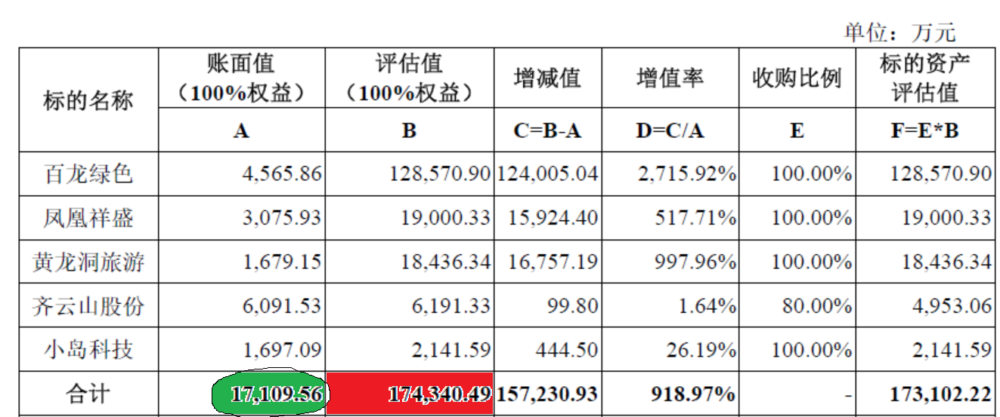 单位：万元
标的名称 账面值（100%权益） 评估值（100%权益） 增减值 增值率 收购比例 标的资产评估值
A B C=B-A D=C/A E F=E*B
百龙绿色 4,565.86 128,570.90 124,005.04 2,715.92% 100.00% 128,570.90
凤凰祥盛 3,075.93 19,000.33 15,924.40 517.71% 100.00% 19,000.33
黄龙洞旅游 1,679.15 18,436.34 16,757.19 997.96% 100.00% 18,436.34
齐云山股份 6,091.53 6,191.33 99.80 1.64% 80.00% 4,953.06
小岛科技 1,697.09 2,141.59 444.50 26.19% 100.00% 2,141.59
合计 17,109.56 174,340.49 157,230.93 918.97% - 173,102.22